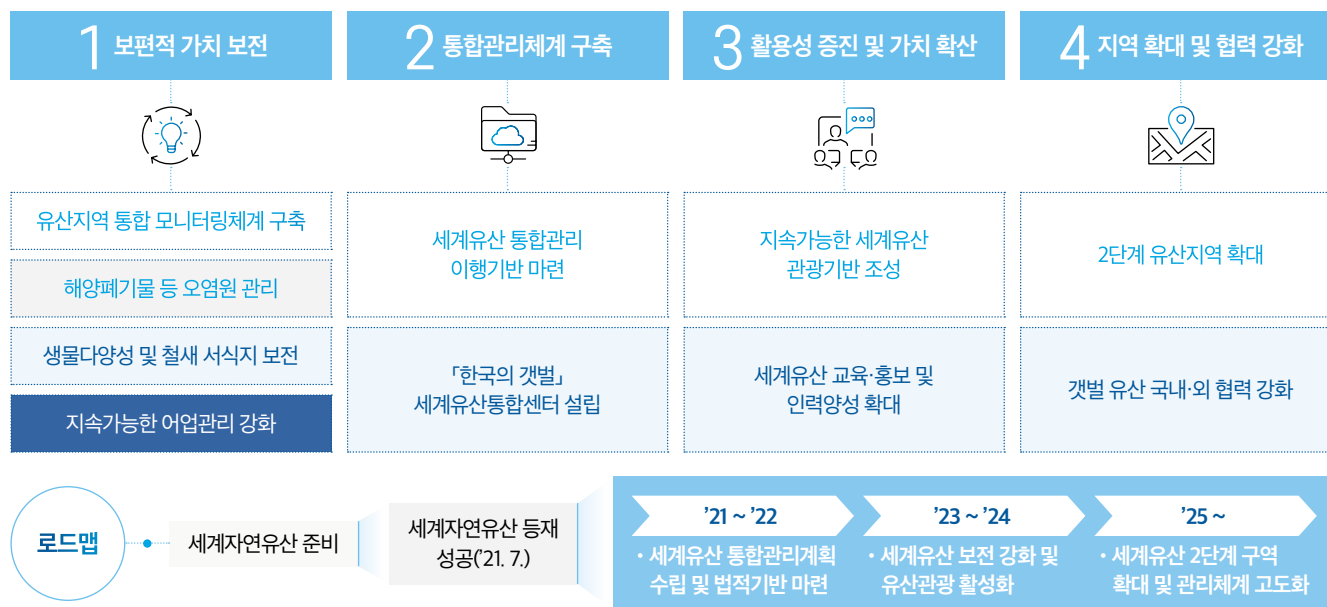 1 보편적 가치 보전
2 통합관리체계 구축
3 활용성 증진 및 가치 확산
4 지역 확대 및 협력 강화
유산지역 통합 모니터링체계 구축
해양폐기물 등 오염원 관리
생물다양성 및 철새 서식지 보전
지속가능한 어업관리 강화
세계유산 통합관리
이행기반 마련
「한국의 갯벌」
세계유산통합센터 설립
지속가능한 세계유산
관광기반 조성
세계유산 교육·홍보 및
인력양성 확대
2단계 유산지역 확대
갯벌 유산 국내·외 협력 강화
로드맵
세계자연유산 준비
세계자연유산 등재
성공(’21. 7.)
’21 ~ ’22
· 세계유산 통합관리계획
수립 및 법적기반 마련
’23 ~ ’24
· 세계유산 보전 강화 및
유산관광 활성화
’25 ~
· 세계유산 2단계 구역
확대 및 관리체계 고도화